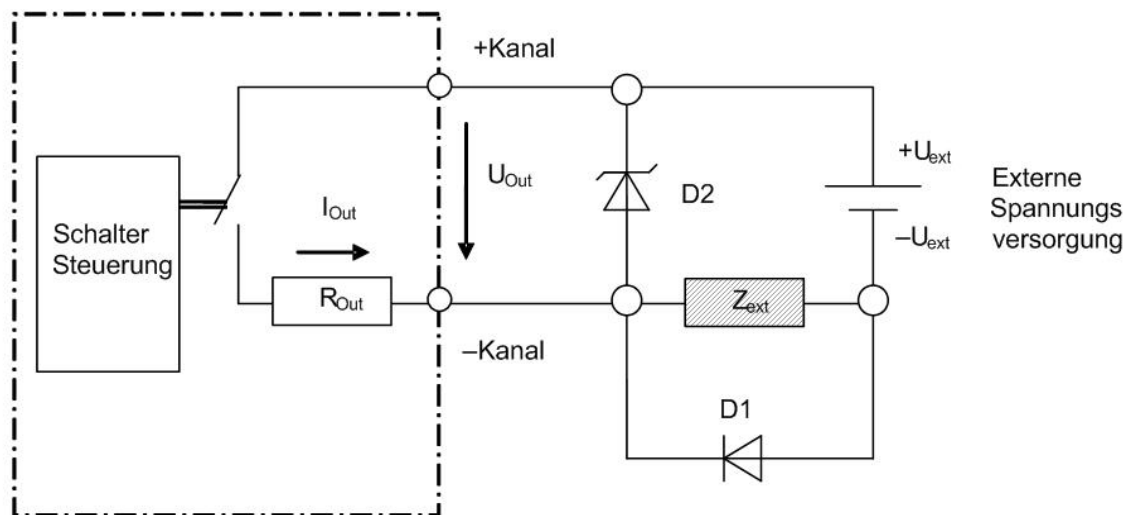 +Kanal
Schalter
Steuerung
I_Out
R_Out
U_Out
–Kanal
D2
+U_ext
–U_ext
Externe
Spannungs
versorgung
Z_ext
D1